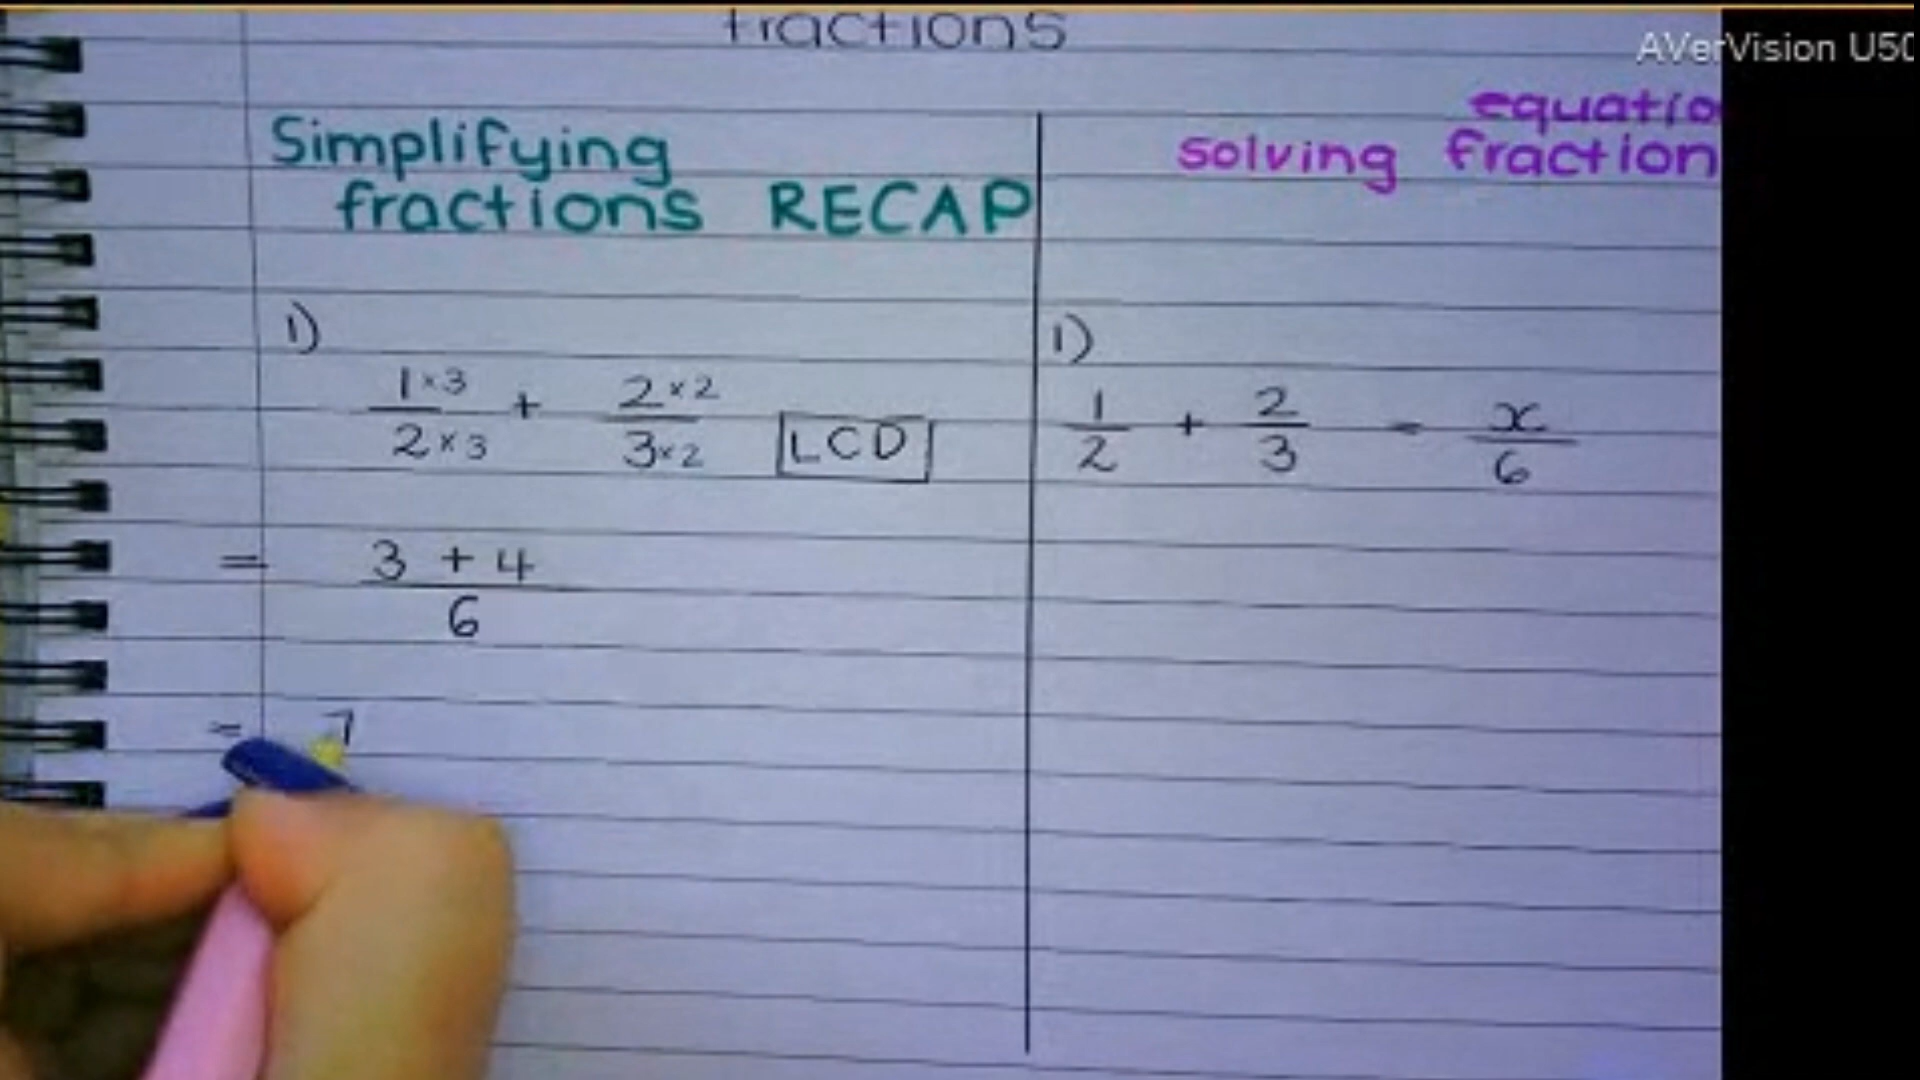 fractions
AVerVision U50
Simplifying
fractions RECAP
1)
1×3/2×3 + 2×2/3×2 LCD
= 3 + 4/6
= 7
equatio
solving fraction
1)
1/2 + 2/3 = x/6